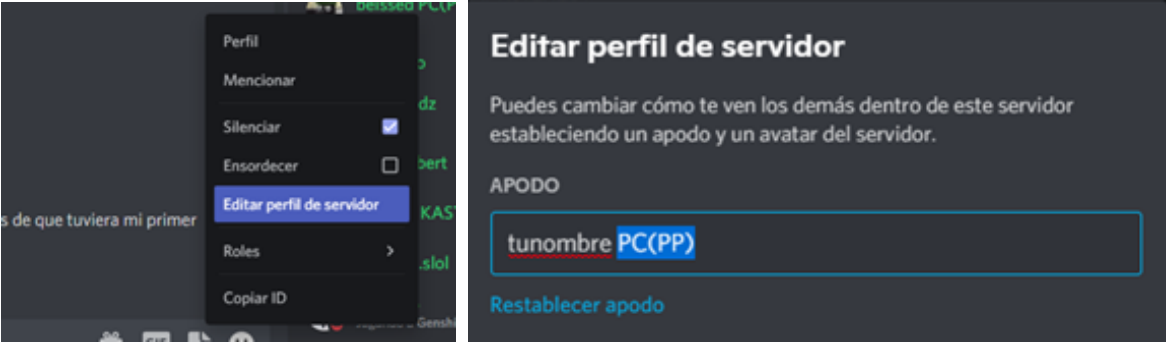 beissed PC(P
Perfil
Mencionar
dz
Silenciar
Ensordecer
bert
Editar perfil de servidor
KAS
s de que tuviera mi primer
Roles
.slol
Copiar ID
Genshi
GIF
Editar perfil de servidor
Puedes cambiar cómo te ven los demás dentro de este servidor
estableciendo un apodo y un avatar del servidor.
APODO
tunombre PC(PP)
Restablecer apodo